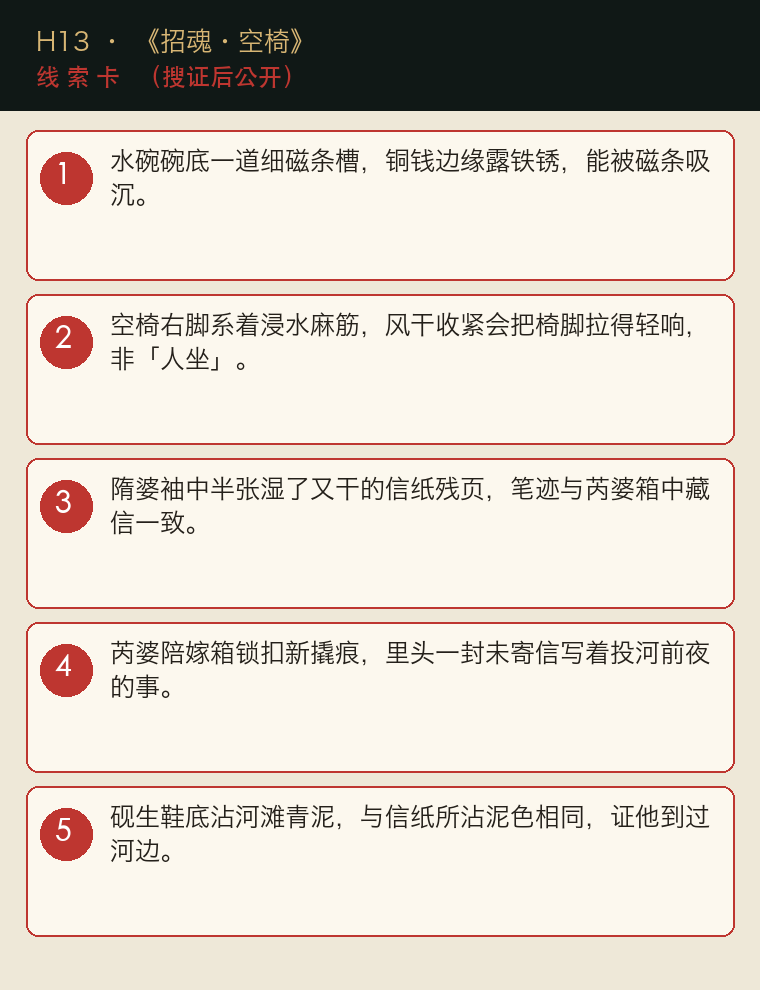 H13 · 《招魂·空椅》
线索卡 （搜证后公开）
1
水碗碗底一道细磁条槽，铜钱边缘露铁锈，能被磁条吸
沉。
2
空椅右脚系着浸水麻筋，风干收紧会把椅脚拉得轻响，
非「人坐」。
3
隋婆袖中半张湿了又干的信纸残页，笔迹与芮婆箱中藏
信一致。
4
芮婆陪嫁箱锁扣新撬痕，里头一封未寄信写着投河前夜
的事。
5
砚生鞋底沾河滩青泥，与信纸所沾泥色相同，证他到过
河边。